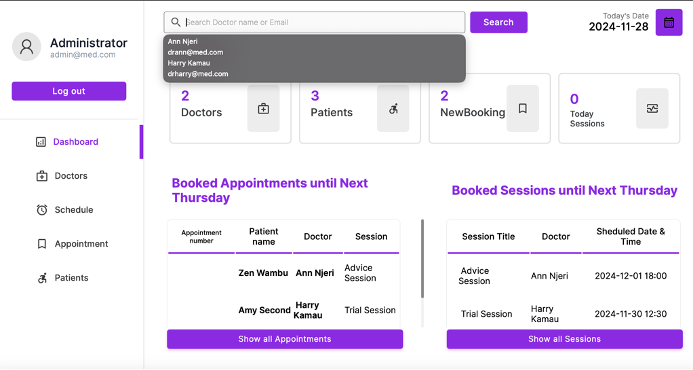 Administrator
admin@med.com
Log out
Dashboard
Doctors
Schedule
Appointment
Patients
Search Doctor name or Email
Search
Ann Njeri
drann@med.com
Harry Kamau
drharry@med.com
Today's Date
2024-11-28
2
Doctors
3
Patients
2
NewBooking
0
Today
Sessions
Booked Appointments until Next
Thursday
Appointment
number
Patient
name
Doctor
Session
Zen Wambu
Ann Njeri
Advice
Session
Amy Second
Harry
Kamau
Trial Session
Show all Appointments
Booked Sessions until Next Thursday
Session Title
Doctor
Sheduled Date &
Time
Advice
Session
Ann Njeri
2024-12-01 18:00
Trial Session
Harry
Kamau
2024-11-30 12:30
Show all Sessions